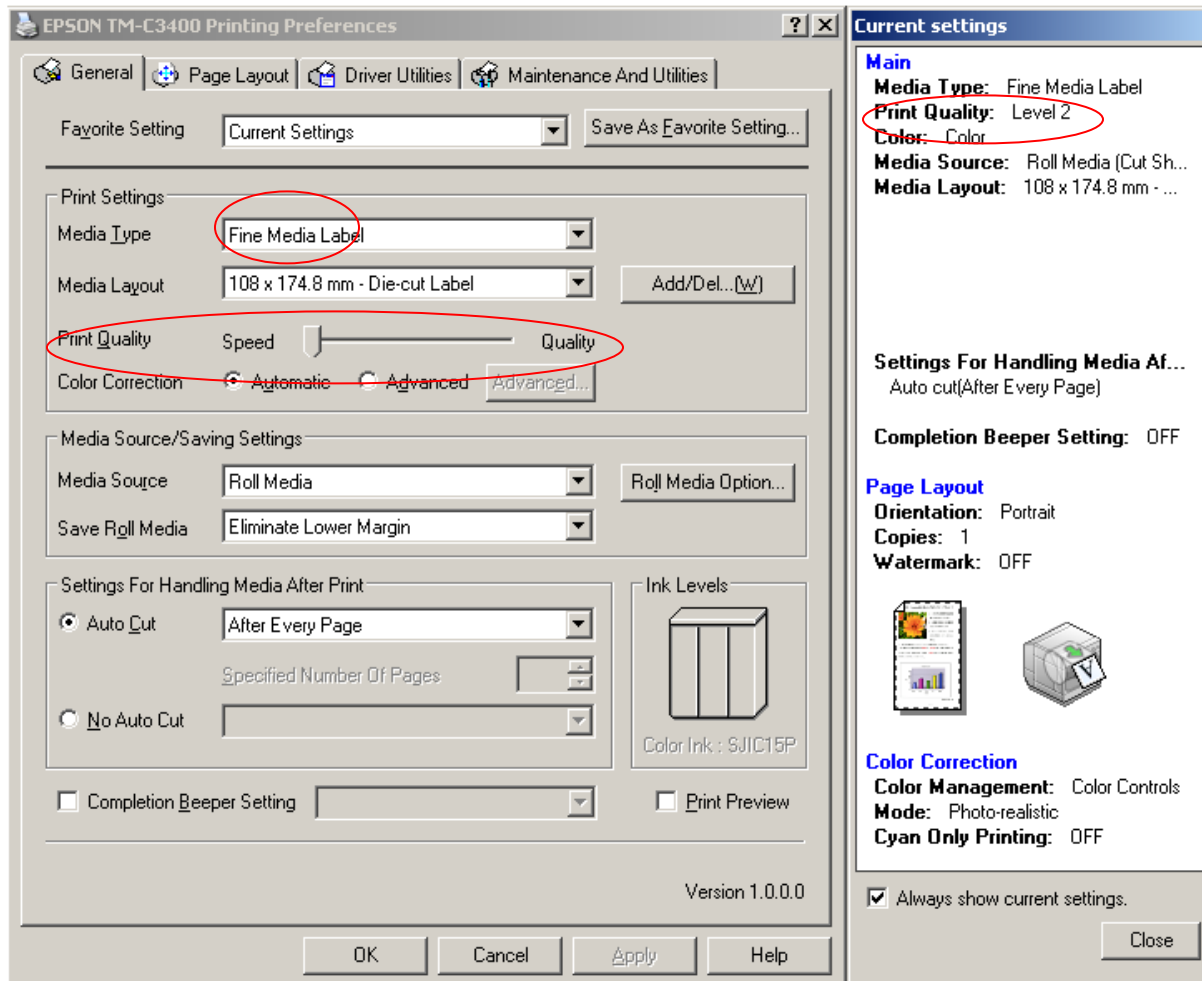 EPSON TM-C3400 Printing Preferences
General
Page Layout
Driver Utilities
Maintenance And Utilities
Favorite Setting
Current Settings
Save As Favorite Setting...
Print Settings
Media Type
Fine Media Label
Media Layout
108 x 174.8 mm - Die-cut Label
Add/Del...(W)
Print Quality
Speed
Quality
Color Correction
Automatic
Advanced
Advanced...
Media Source/Saving Settings
Media Source
Roll Media
Roll Media Option...
Save Roll Media
Eliminate Lower Margin
Settings For Handling Media After Print
Auto Cut
After Every Page
Specified Number Of Pages
No Auto Cut
Ink Levels
Color Ink : SJIC15P
Completion Beeper Setting
Print Preview
Version 1.0.0.0
OK
Cancel
Apply
Help
Current settings
Main
Media Type: Fine Media Label
Print Quality: Level 2
Color: Color
Media Source: Roll Media (Cut Sh...
Media Layout: 108 x 174.8 mm - ...
Settings For Handling Media Af...
Auto cut(After Every Page)
Completion Beeper Setting: OFF
Page Layout
Orientation: Portrait
Copies: 1
Watermark: OFF
V
Color Correction
Color Management: Color Controls
Mode: Photo-realistic
Cyan Only Printing: OFF
Always show current settings.
Close